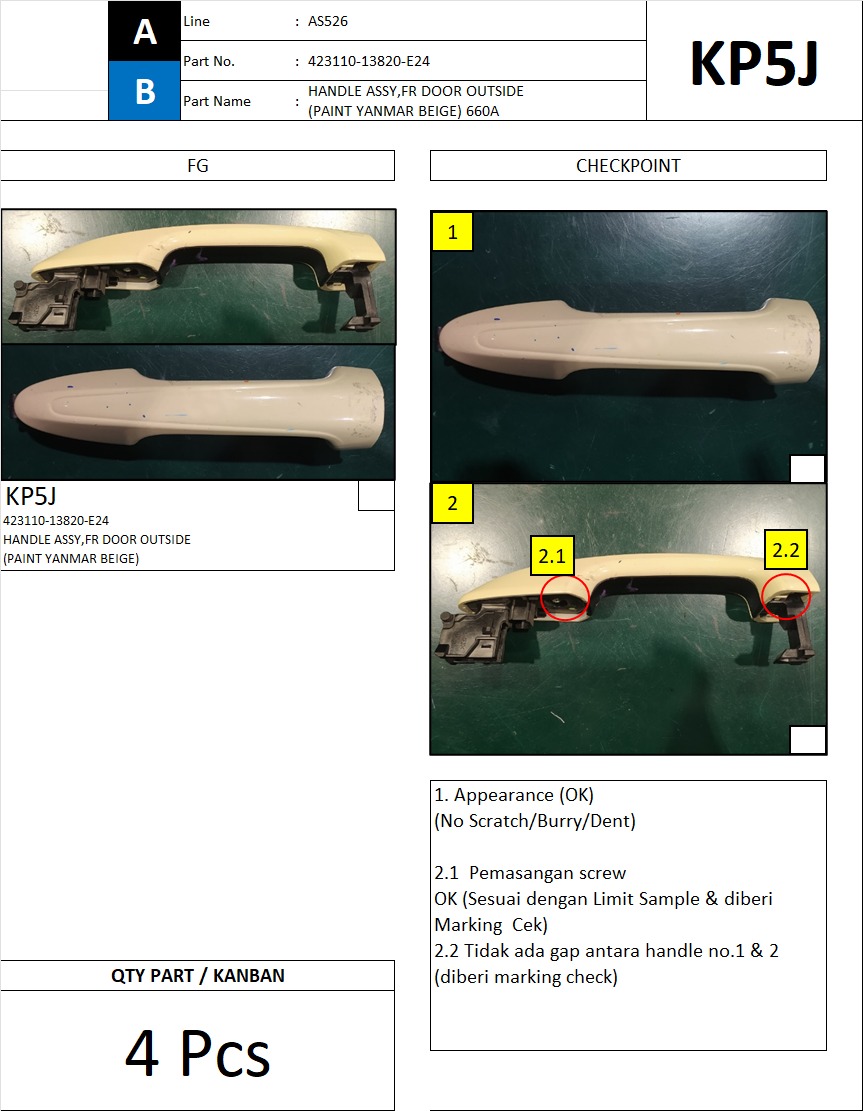 A
B
Line : AS526
Part No. : 423110-13820-E24
Part Name : HANDLE ASSY,FR DOOR OUTSIDE
(PAINT YANMAR BEIGE) 660A
KP5J
FG
CHECKPOINT
1
KP5J
423110-13820-E24
HANDLE ASSY,FR DOOR OUTSIDE
(PAINT YANMAR BEIGE)
2
2.1
2.2
1. Appearance (OK)
(No Scratch/Burry/Dent)
2.1 Pemasangan screw
OK (Sesuai dengan Limit Sample & diberi
Marking Cek)
2.2 Tidak ada gap antara handle no.1 & 2
(diberi marking check)
QTY PART / KANBAN
4 Pcs